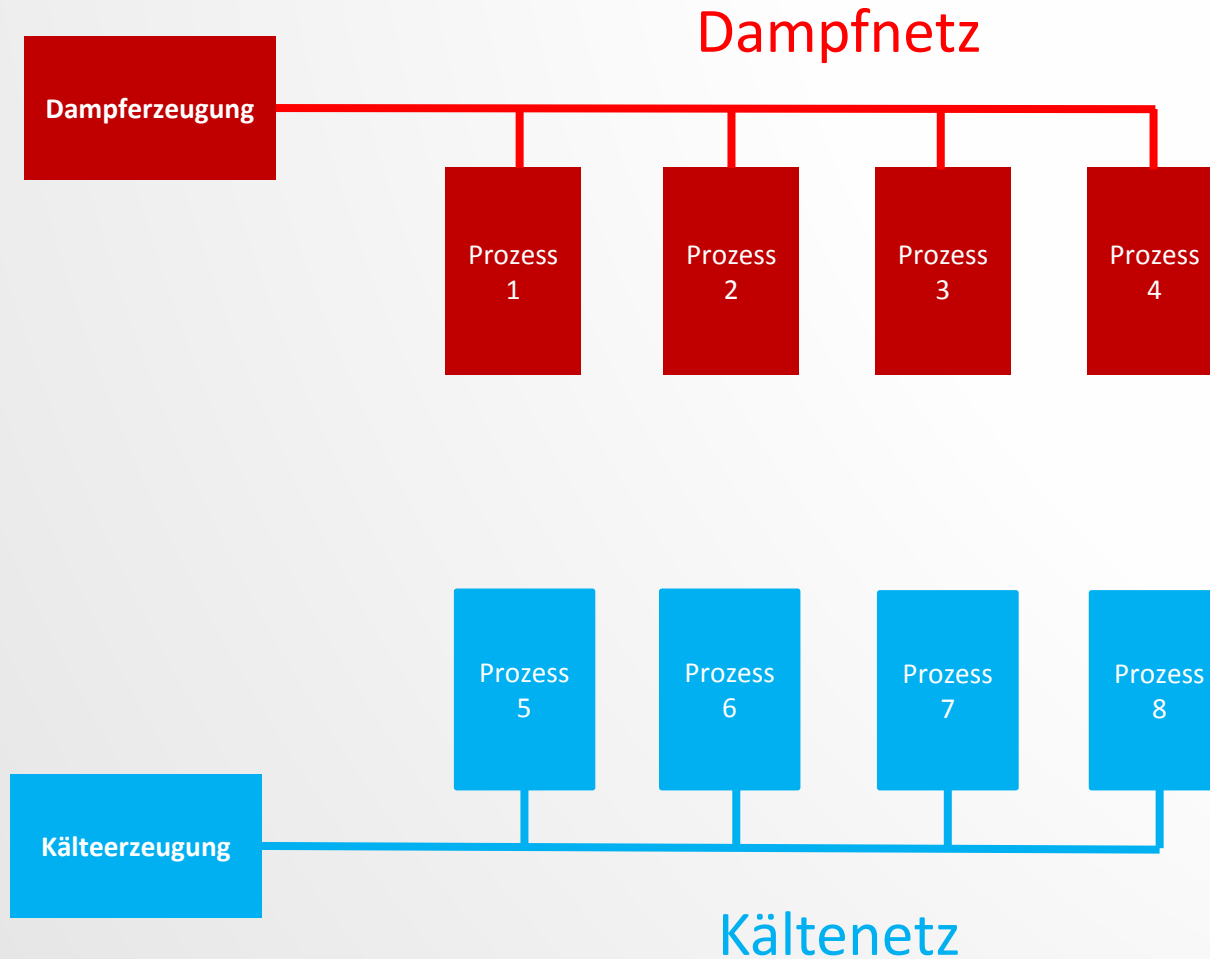 Dampfnetz
Dampferzeugung
Prozess
1
Prozess
2
Prozess
3
Prozess
4
Prozess
5
Prozess
6
Prozess
7
Prozess
8
Kälteerzeugung
Kältenetz